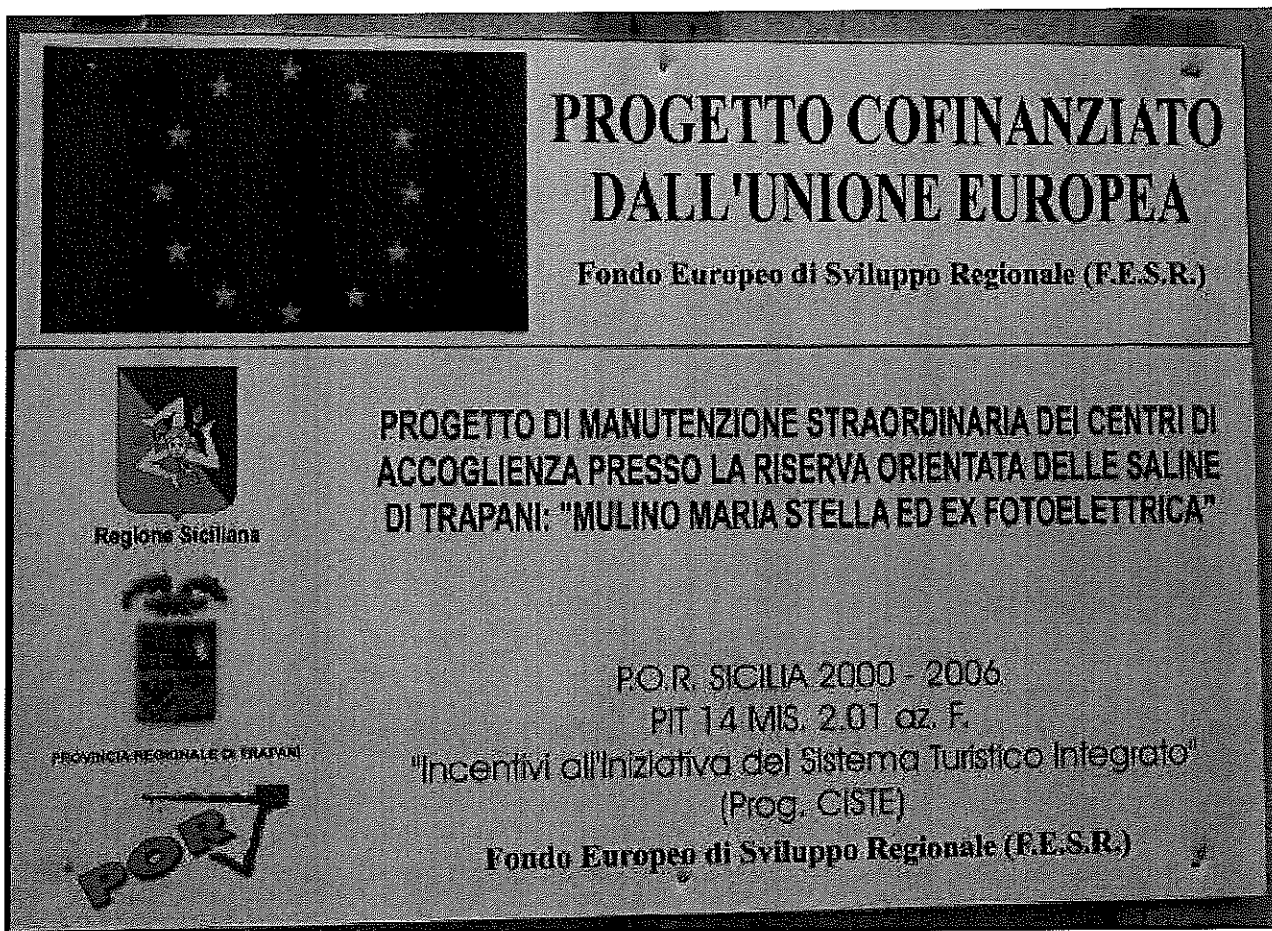 PROGETTO COFINANZIATO
DALL'UNIONE EUROPEA
Fondo Europeo di Sviluppo Regionale (F.E.S.R.)
Regione Siciliana
PROGETTO DI MANUTENZIONE STRAORDINARIA DEI CENTRI DI
ACCOGLIENZA PRESSO LA RISERVA ORIENTATA DELLE SALINE
DI TRAPANI: "MULINO MARIA STELLA ED EX FOTOELETTRICA"
PROVINCIA REGIONALE DI TRAPANI
POR
P.O.R. SICILIA 2000 - 2006
PIT 14 MIS. 2.01 az. F.
"Incentivi all'Iniziativa del Sistema Turistico Integrato"
(Prog. CISTE)
Fondo Europeo di Sviluppo Regionale (F.E.S.R.)